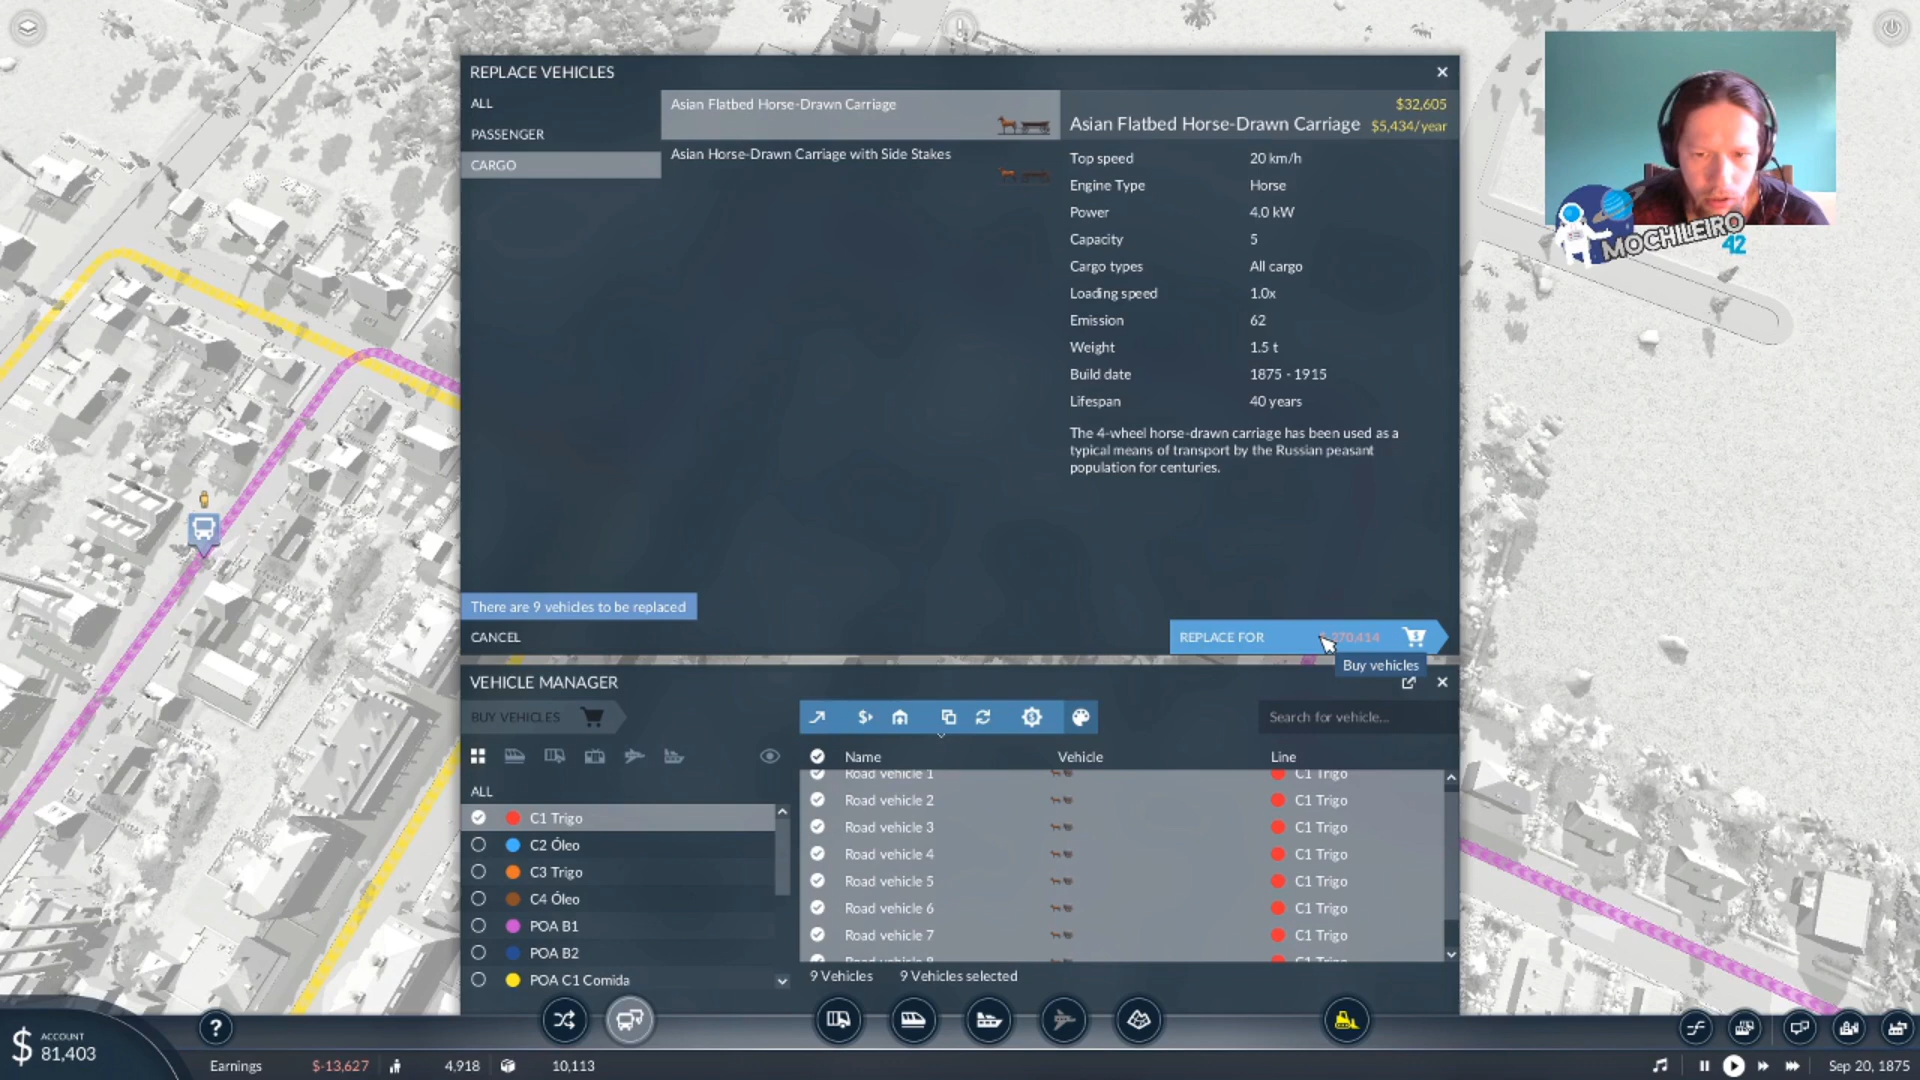 REPLACE VEHICLES
ALL
PASSENGER
CARGO
Asian Flatbed Horse-Drawn Carriage
Asian Horse-Drawn Carriage with Side Stakes
$32,605
Asian Flatbed Horse-Drawn Carriage $5,434/year
Top speed 20 km/h
Engine Type Horse
Power 4.0 kW
Capacity 5
Cargo types All cargo
Loading speed 1.0x
Emission 62
Weight 1.5 t
Build date 1875 - 1915
Lifespan 40 years
The 4-wheel horse-drawn carriage has been used as a
typical means of transport by the Russian peasant
population for centuries.
There are 9 vehicles to be replaced
CANCEL
REPLACE FOR
Buy vehicles
MOCHILEIRO
42
VEHICLE MANAGER
BUY VEHICLES
Search for vehicle...
ALL
C1 Trigo
C2 Óleo
C3 Trigo
C4 Óleo
POA B1
POA B2
POA C1 Comida
Name Vehicle Line
Road vehicle 1 C1 Trigo
Road vehicle 2 C1 Trigo
Road vehicle 3 C1 Trigo
Road vehicle 4 C1 Trigo
Road vehicle 5 C1 Trigo
Road vehicle 6 C1 Trigo
Road vehicle 7 C1 Trigo
9 Vehicles 9 Vehicles selected
$ ACCOUNT
81,403
?
Earnings $-13,627 4,918 10,113
Sep 20, 1875